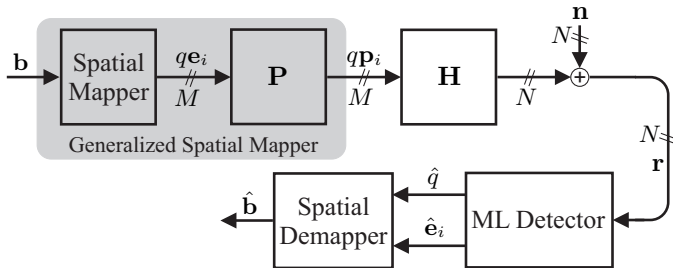 n
N
b
Spatial
Mapper
qe_i
M
P
qp_i
M
H
N
+
Generalized Spatial Mapper
N
r
b̂
Spatial
Demapper
q̂
ê_i
ML Detector